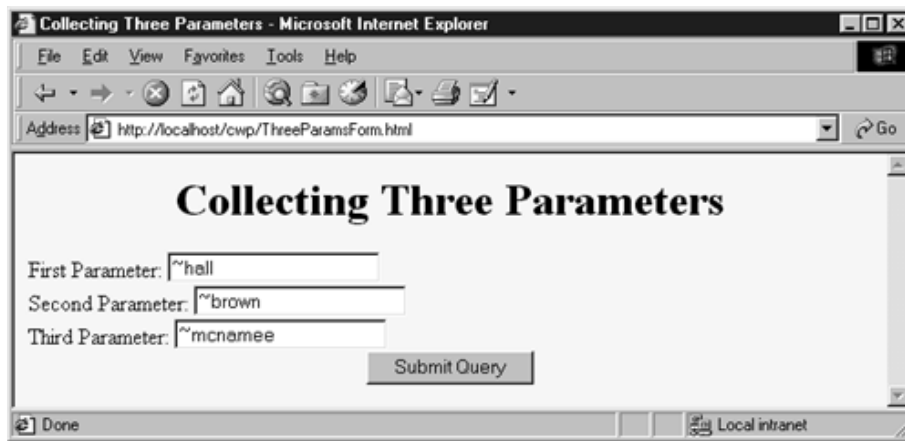 Collecting Three Parameters - Microsoft Internet Explorer
File Edit View Favorites Tools Help
Address http://localhost/cwp/ThreeParamsForm.html Go
Collecting Three Parameters
First Parameter: ~hall
Second Parameter: ~brown
Third Parameter: ~mcnamee
Submit Query
Done Local intranet